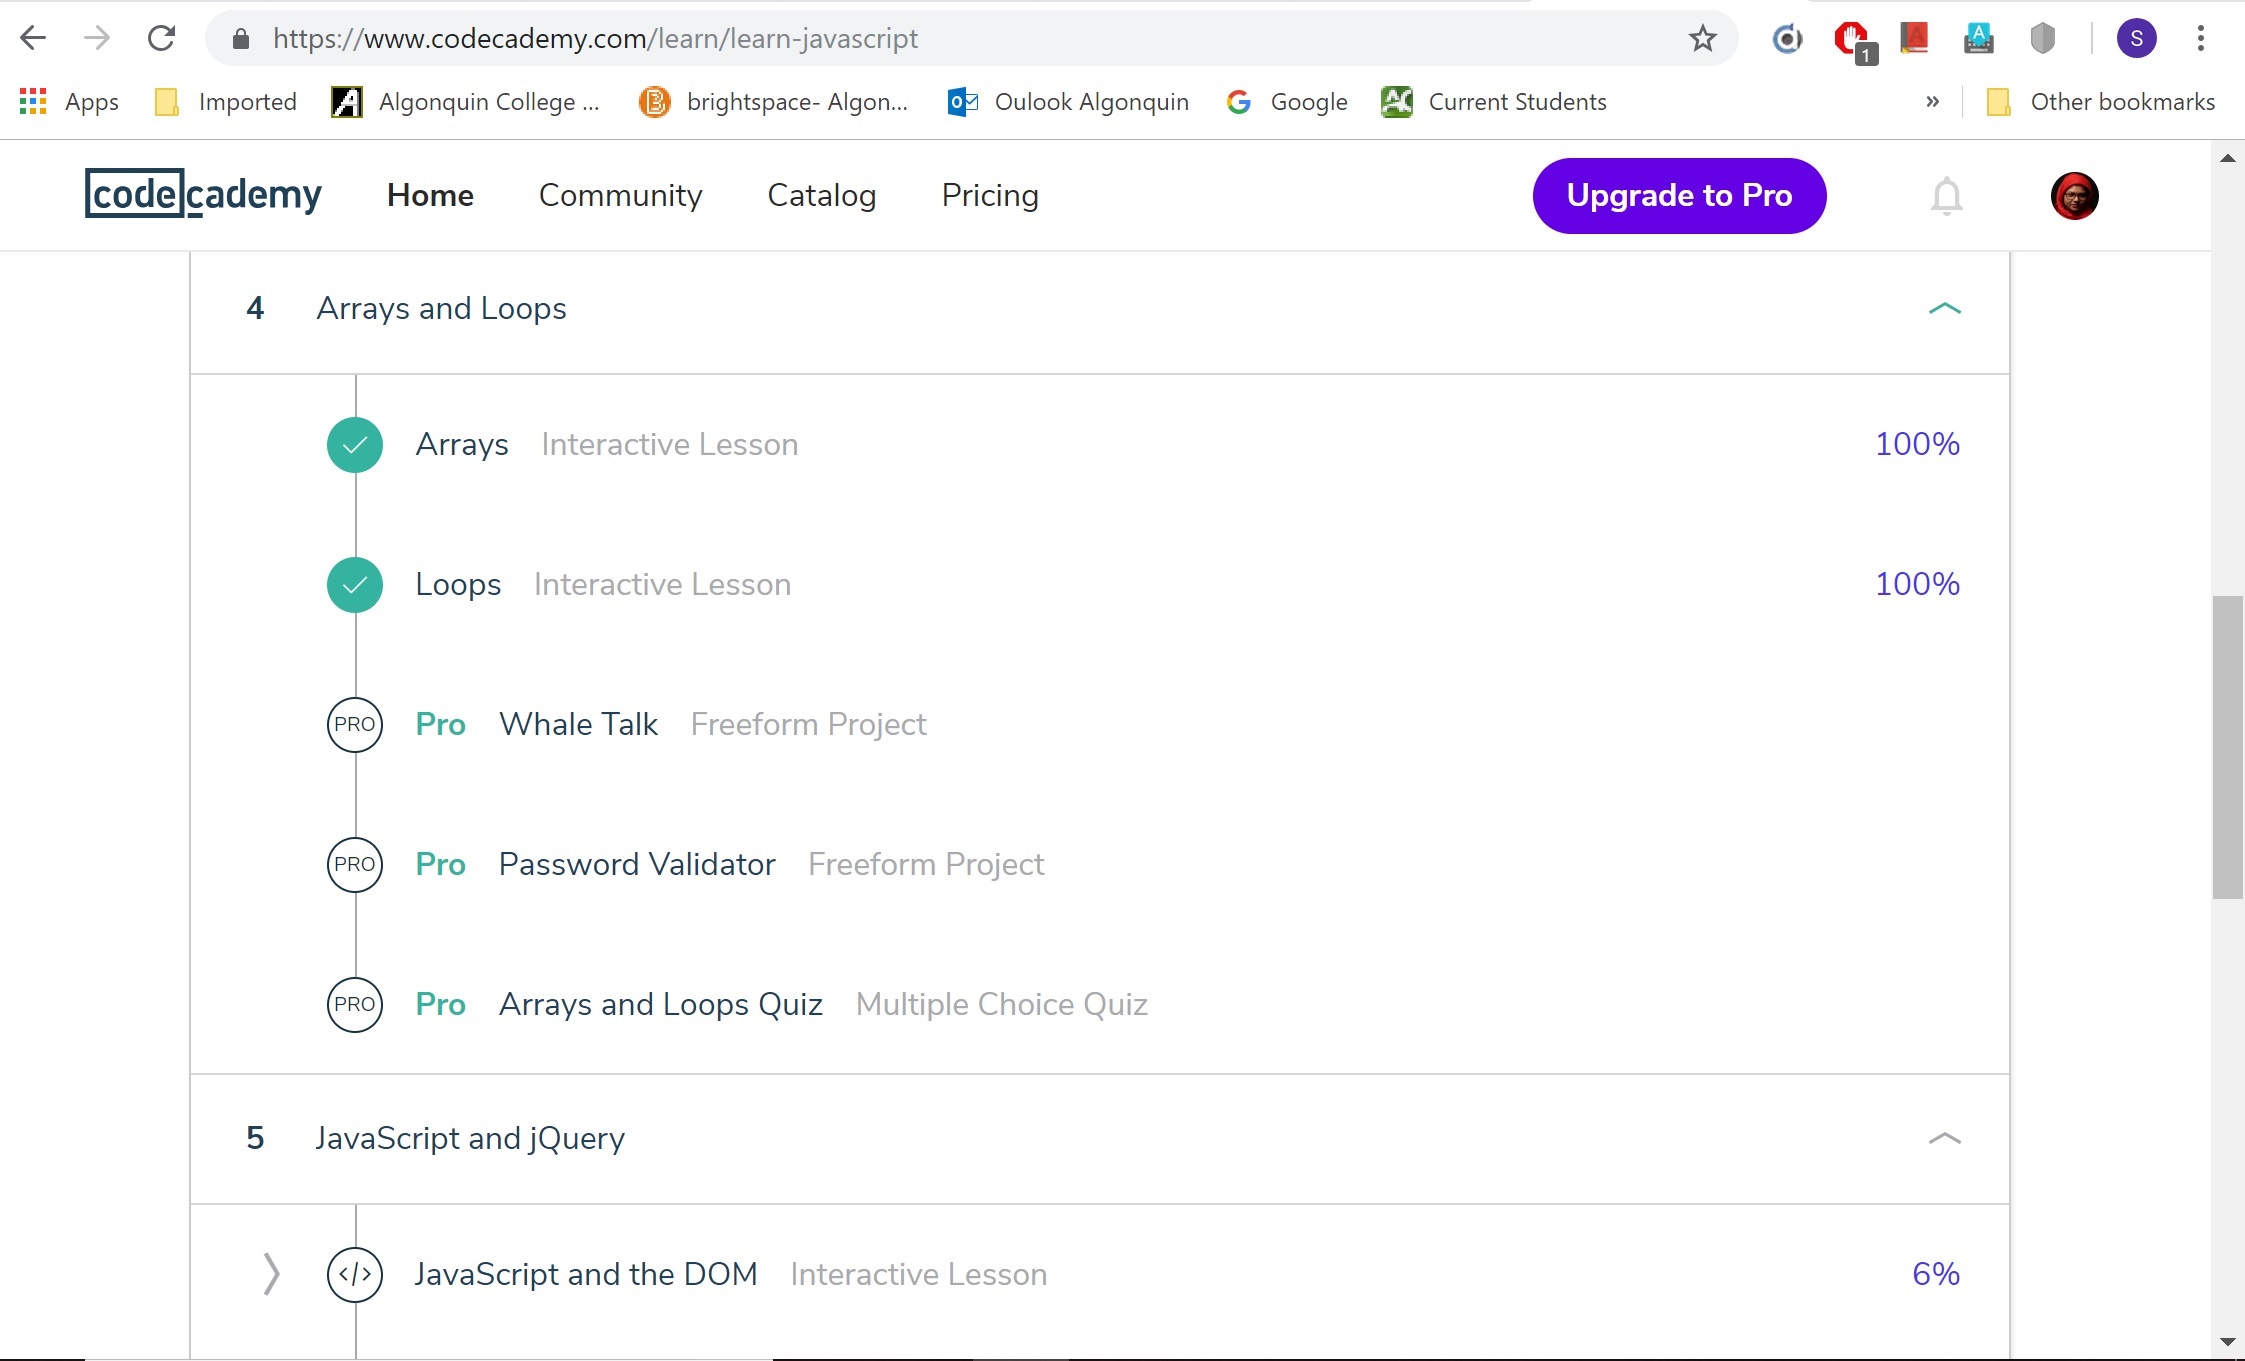 https://www.codecademy.com/learn/learn-javascript
1
S
Apps Imported Algonquin College ... brightspace- Algon... Oulook Algonquin Google Current Students » Other bookmarks
codecademy Home Community Catalog Pricing Upgrade to Pro
4 Arrays and Loops
Arrays Interactive Lesson 100%
Loops Interactive Lesson 100%
PRO Pro Whale Talk Freeform Project
PRO Pro Password Validator Freeform Project
PRO Pro Arrays and Loops Quiz Multiple Choice Quiz
5 JavaScript and jQuery
</> JavaScript and the DOM Interactive Lesson 6%